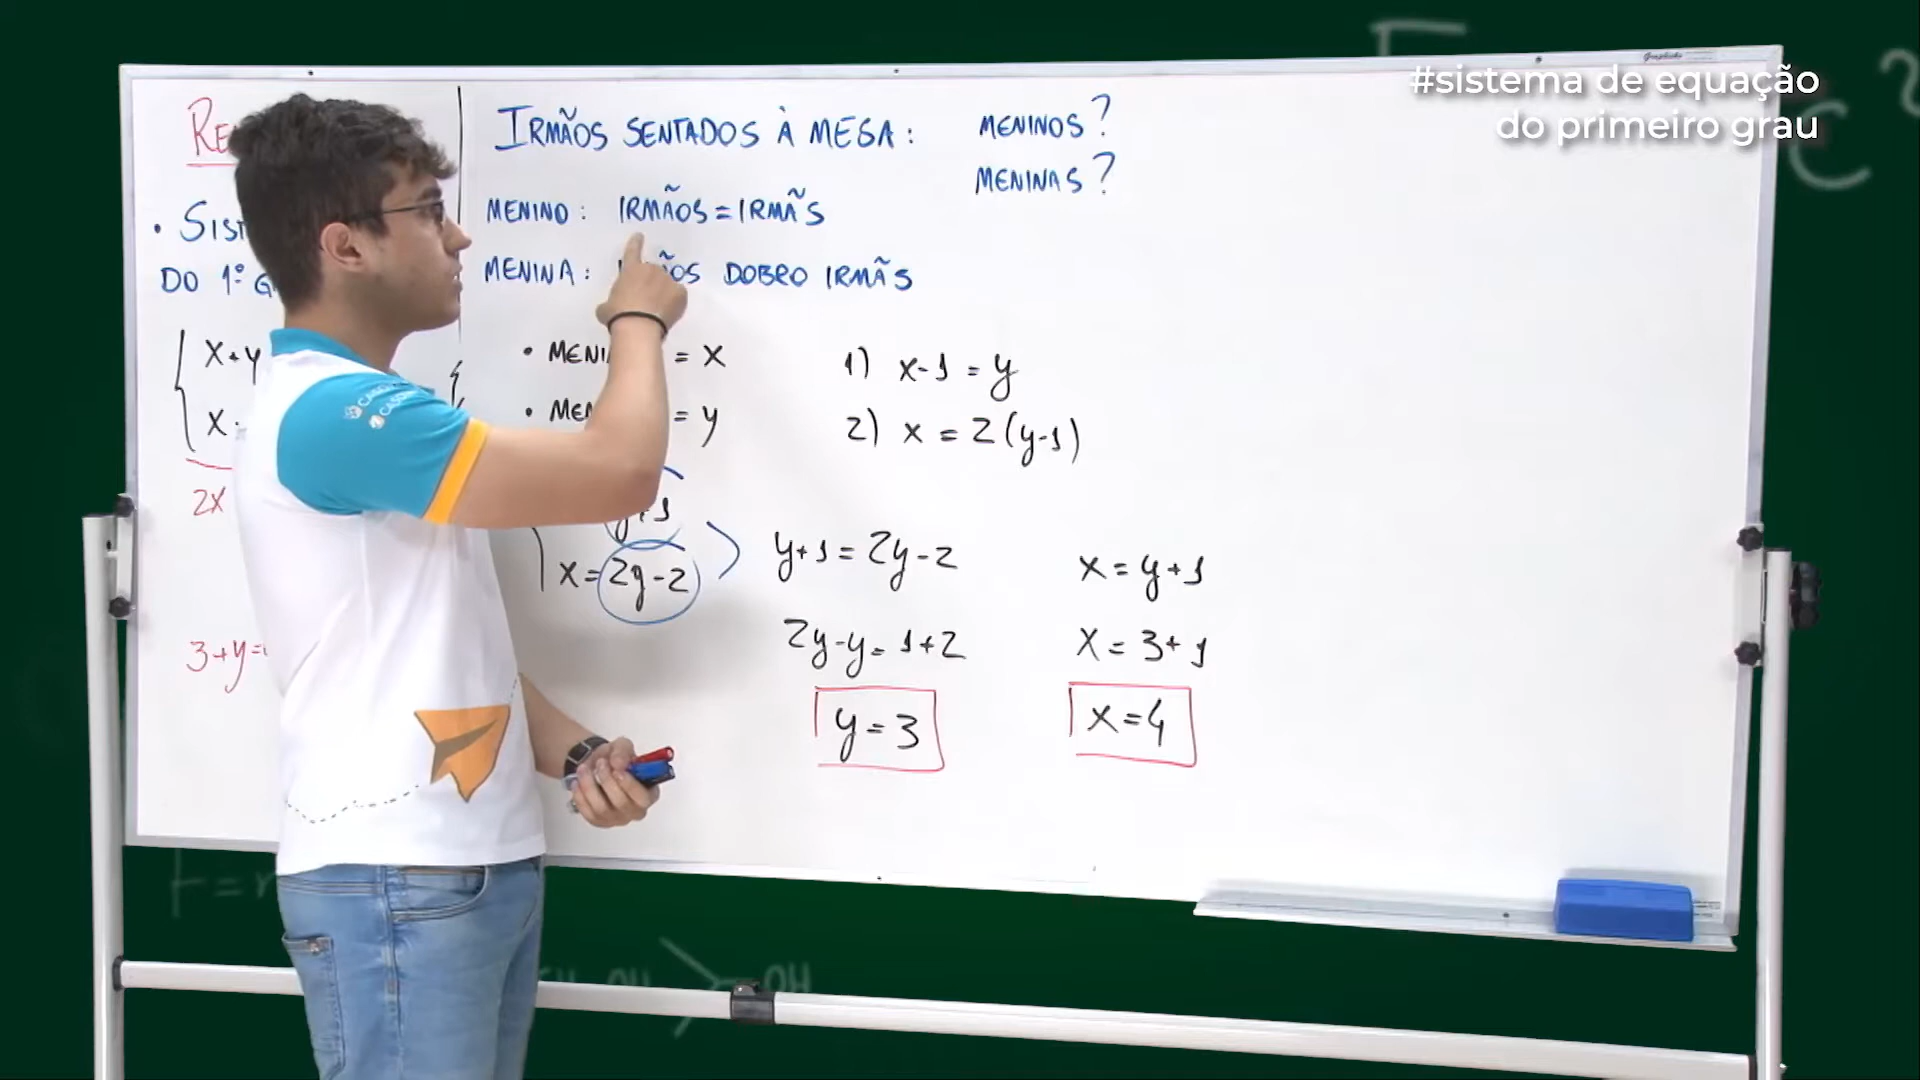 #sistema de equação
do primeiro grau
IRMÃOS SENTADOS À MESA:
MENINOS?
MENINAS?
MENINO: IRMÃOS = IRMÃS
MENINA: DOBRO IRMÃS
DO 1º
X+y
X
2X
3+y=
• = X
• = y
1) x-1 = y
2) x = 2(y-1)
y+1
x=2y-2
y+1=2y-2
2y-y=1+2
y=3
x=y+1
x=3+1
x=4